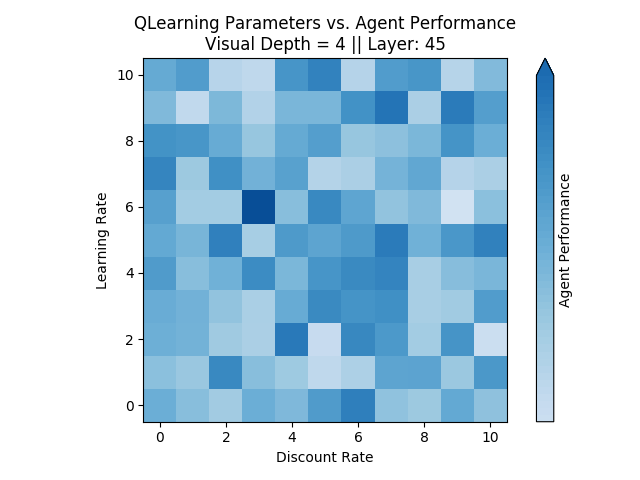 QLearning Parameters vs. Agent Performance
Visual Depth = 4 || Layer: 45
10
8
6
4
2
0
Learning Rate
0 2 4 6 8 10
Discount Rate
Agent Performance